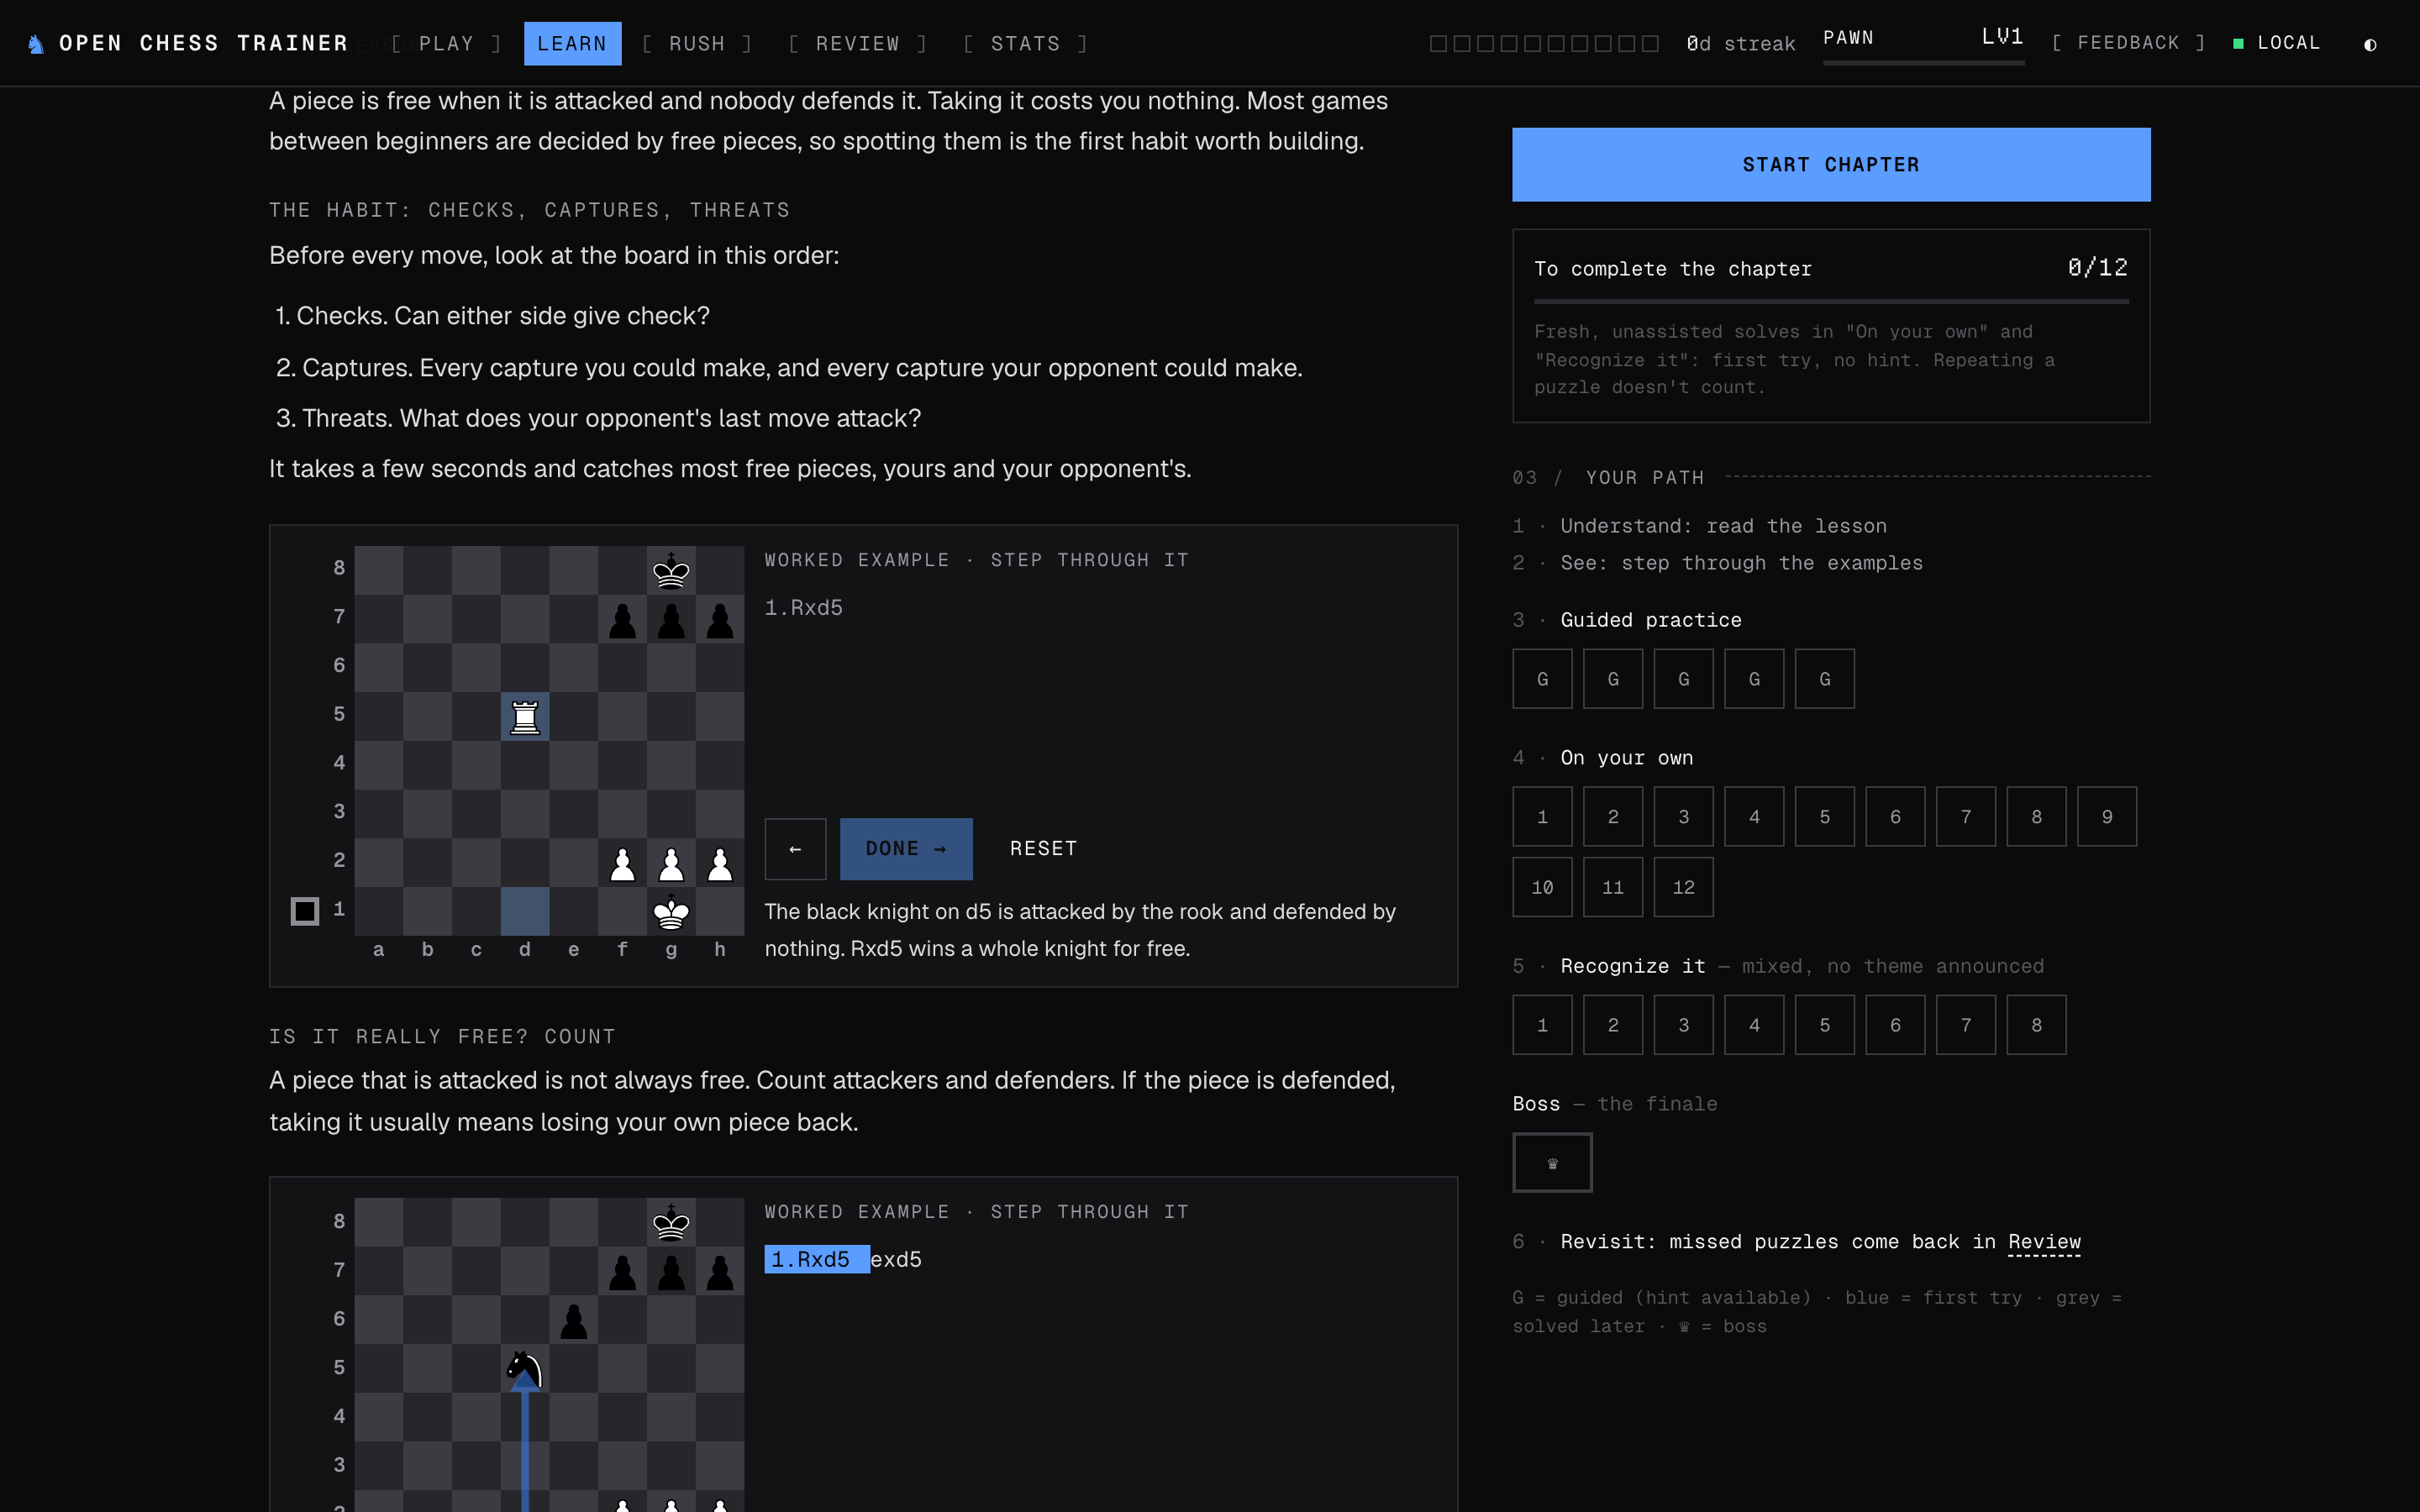 OPEN CHESS TRAINER [ PLAY ] LEARN [ RUSH ] [ REVIEW ] [ STATS ] 0d streak PAWN LV1 [ FEEDBACK ] LOCAL
A piece is free when it is attacked and nobody defends it. Taking it costs you nothing. Most games
between beginners are decided by free pieces, so spotting them is the first habit worth building.
THE HABIT: CHECKS, CAPTURES, THREATS
Before every move, look at the board in this order:
1. Checks. Can either side give check?
2. Captures. Every capture you could make, and every capture your opponent could make.
3. Threats. What does your opponent's last move attack?
It takes a few seconds and catches most free pieces, yours and your opponent's.
8
7
6
5
4
3
2
1
a b c d e f g h
WORKED EXAMPLE · STEP THROUGH IT
1.Rxd5
← DONE → RESET
The black knight on d5 is attacked by the rook and defended by
nothing. Rxd5 wins a whole knight for free.
IS IT REALLY FREE? COUNT
A piece that is attacked is not always free. Count attackers and defenders. If the piece is defended,
taking it usually means losing your own piece back.
8
7
6
5
4
3
2
WORKED EXAMPLE · STEP THROUGH IT
1.Rxd5 exd5
START CHAPTER
To complete the chapter 0/12
Fresh, unassisted solves in "On your own" and
"Recognize it": first try, no hint. Repeating a
puzzle doesn't count.
03 / YOUR PATH
1 · Understand: read the lesson
2 · See: step through the examples
3 · Guided practice
G G G G G
4 · On your own
1 2 3 4 5 6 7 8 9
10 11 12
5 · Recognize it — mixed, no theme announced
1 2 3 4 5 6 7 8
Boss — the finale
♛
6 · Revisit: missed puzzles come back in Review
G = guided (hint available) · blue = first try · grey =
solved later · ♛ = boss